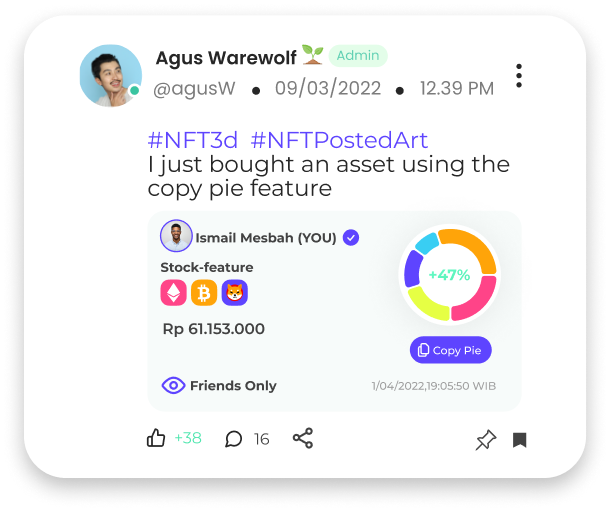 Agus Warewolf Admin
@agusW • 09/03/2022 • 12.39 PM
#NFT3d #NFTPostedArt
I just bought an asset using the
copy pie feature
Ismail Mesbah (YOU)
Stock-feature
+47%
Rp 61.153.000
Copy Pie
Friends Only
1/04/2022,19:05:50 WIB
+38 16